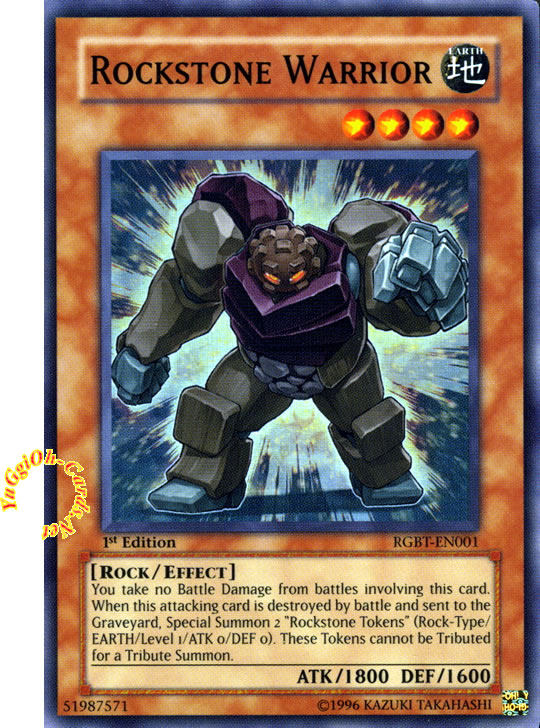 ROCKSTONE WARRIOR
EARTH
地
1st Edition
RGBT-EN001
[ROCK/EFFECT]
You take no Battle Damage from battles involving this card.
When this attacking card is destroyed by battle and sent to the
Graveyard, Special Summon 2 "Rockstone Tokens" (Rock-Type/
EARTH/Level 1/ATK 0/DEF 0). These Tokens cannot be Tributed
for a Tribute Summon.
ATK/1800 DEF/1600
51987571
©1996 KAZUKI TAKAHASHI
YuGgiOh-Cards.Net